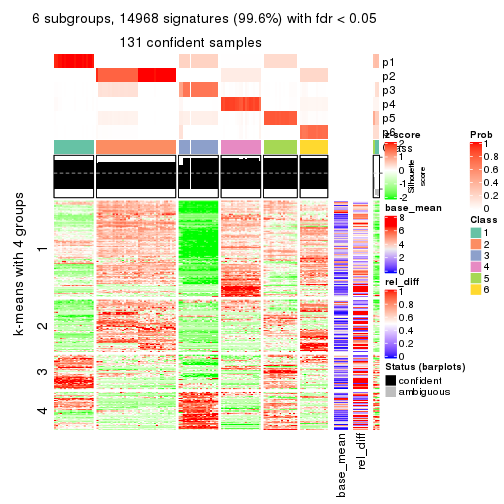 6 subgroups, 14968 signatures (99.6%) with fdr < 0.05
131 confident samples
p1
p2
p3
p4
p5
p6
Class
z-score
2
1
0
-1
-2
Silhouette
score
Prob
1
0.8
0.6
0.4
0.2
0
base_mean
8
6
4
2
0
Class
1
2
3
4
5
6
rel_diff
1
0.8
0.6
0.4
0.2
0
Status (barplots)
confident
ambiguous
k-means with 4 groups
1
2
3
4
base_mean
rel_diff